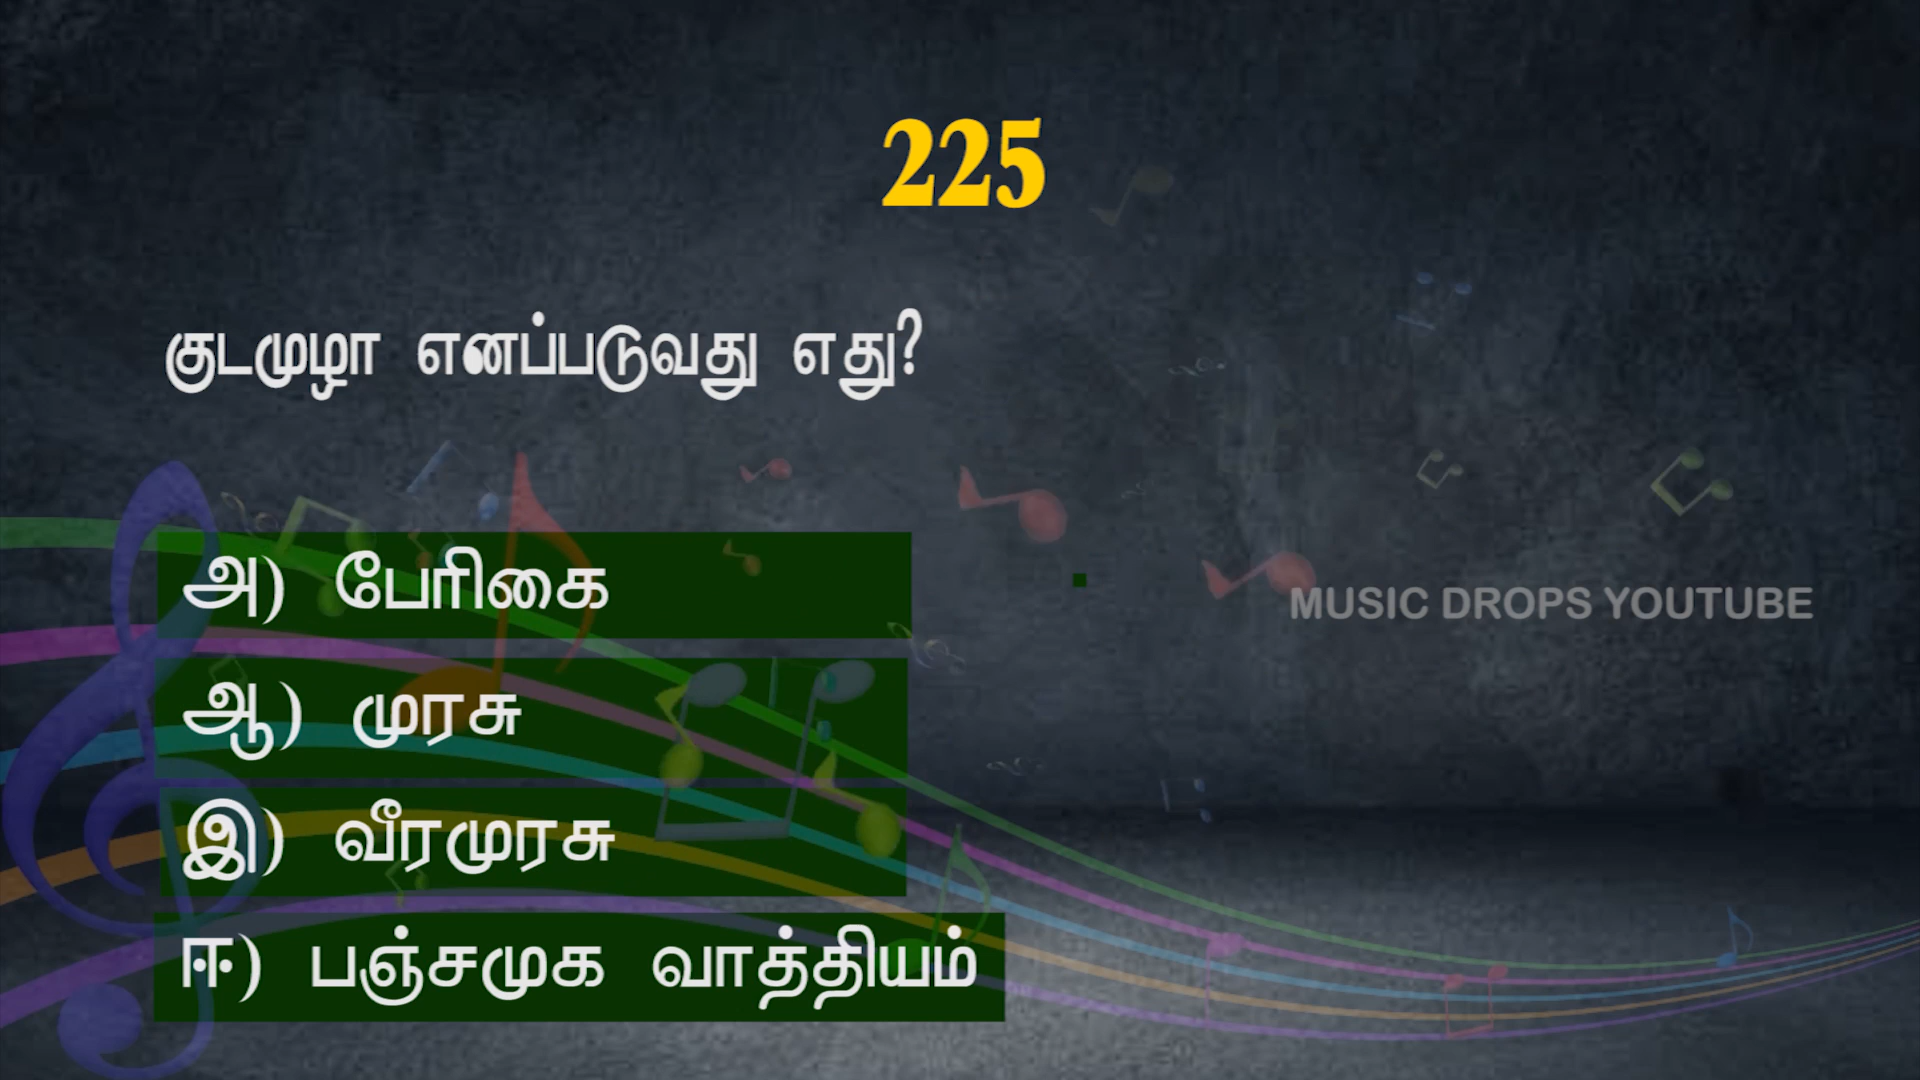 225
குடமுழா எனப்படுவது எது?
அ) பேரிகை
MUSIC DROPS YOUTUBE
ஆ) முரசு
இ) வீரமுரசு
ஈ) பஞ்சமுக வாத்தியம்